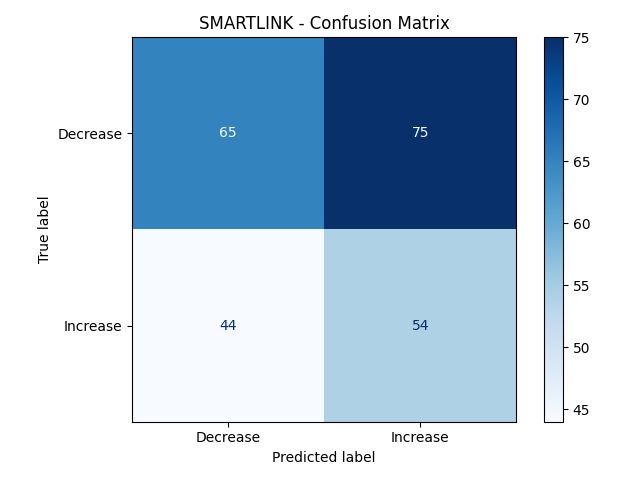 SMARTLINK - Confusion Matrix
True label
Decrease
65
75
Increase
44
54
Decrease
Increase
Predicted label
75
70
65
60
55
50
45